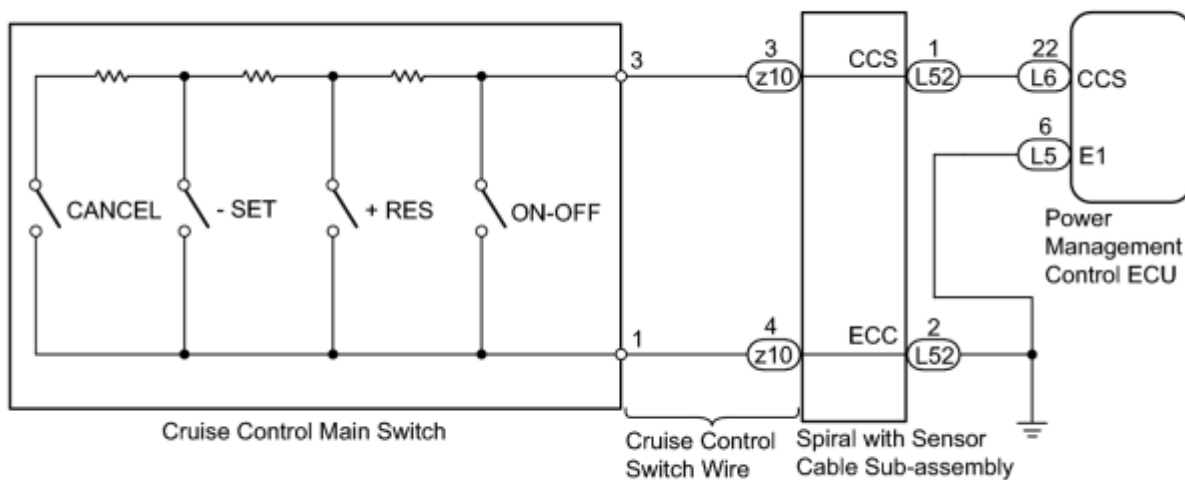 3
3
z10
CCS
1
L52
22
L6
CCS
6
L5
E1
CANCEL
- SET
+ RES
ON-OFF
Power
Management
Control ECU
1
4
z10
ECC
2
L52
Cruise Control Main Switch
Cruise Control
Switch Wire
Spiral with Sensor
Cable Sub-assembly